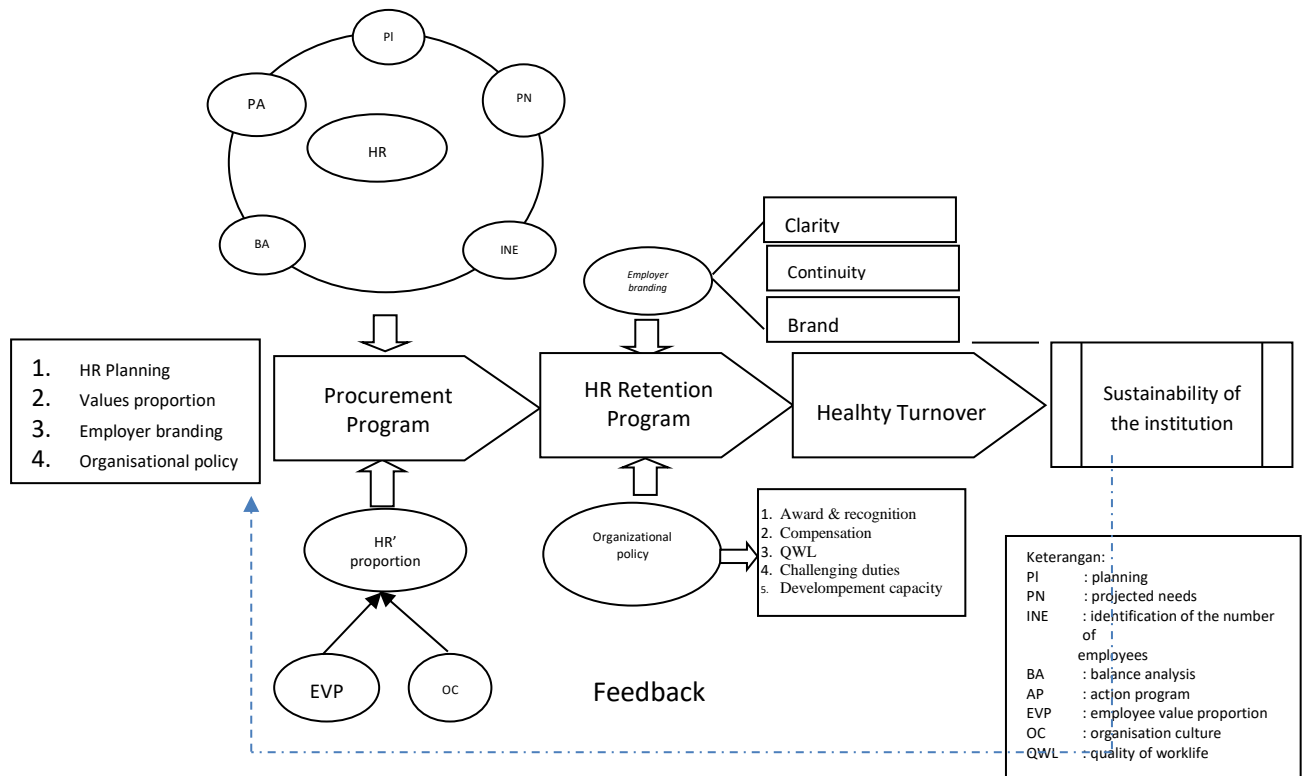 PI
PA
PN
HR
BA
INE
Employer
branding
Clarity
Continuity
Brand
1. HR Planning
2. Values proportion
3. Employer branding
4. Organisational policy
Procurement
Program
HR Retention
Program
Healhty Turnover
Sustainability of
the institution
HR'
proportion
Organizational
policy
1. Award & recognition
2. Compensation
3. QWL
4. Challenging duties
5. Develompement capacity
EVP
OC
Feedback
Keterangan:
PI : planning
PN : projected needs
INE : identification of the number
of
employees
BA : balance analysis
AP : action program
EVP : employee value proportion
OC : organisation culture
QWL : quality of worklife